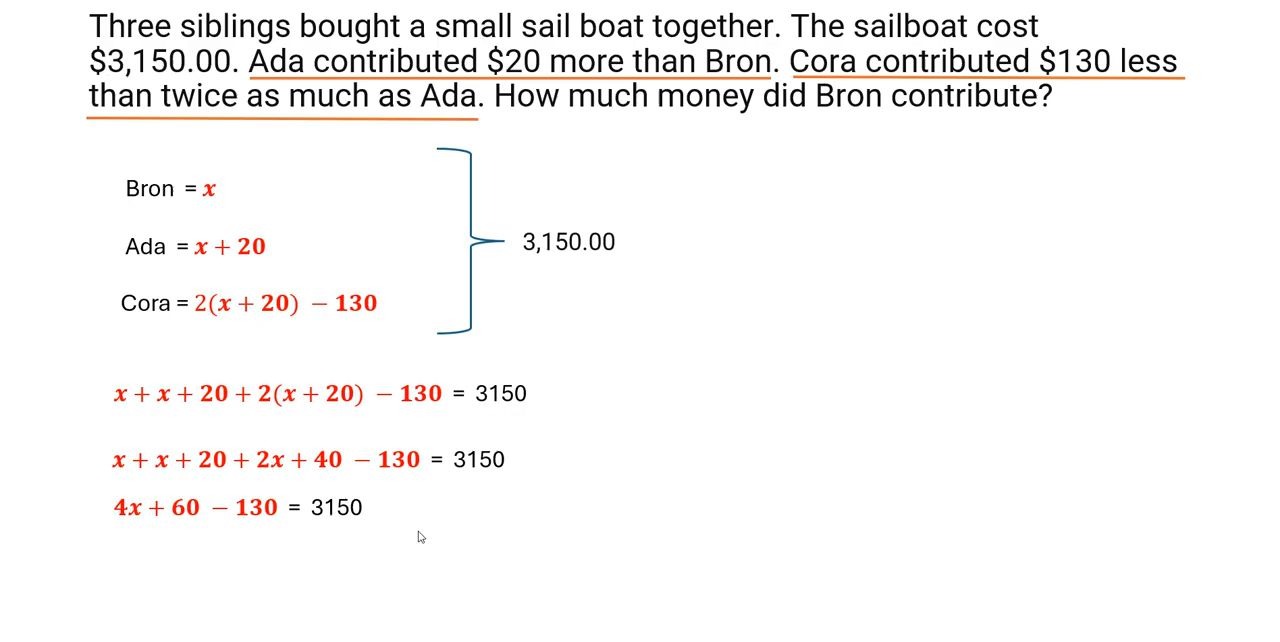 Three siblings bought a small sail boat together. The sailboat cost
$3,150.00. Ada contributed $20 more than Bron. Cora contributed $130 less
than twice as much as Ada. How much money did Bron contribute?
Bron = x
Ada = x + 20
3,150.00
Cora = 2(x + 20) − 130
x + x + 20 + 2(x + 20) − 130 = 3150
x + x + 20 + 2x + 40 − 130 = 3150
4x + 60 − 130 = 3150